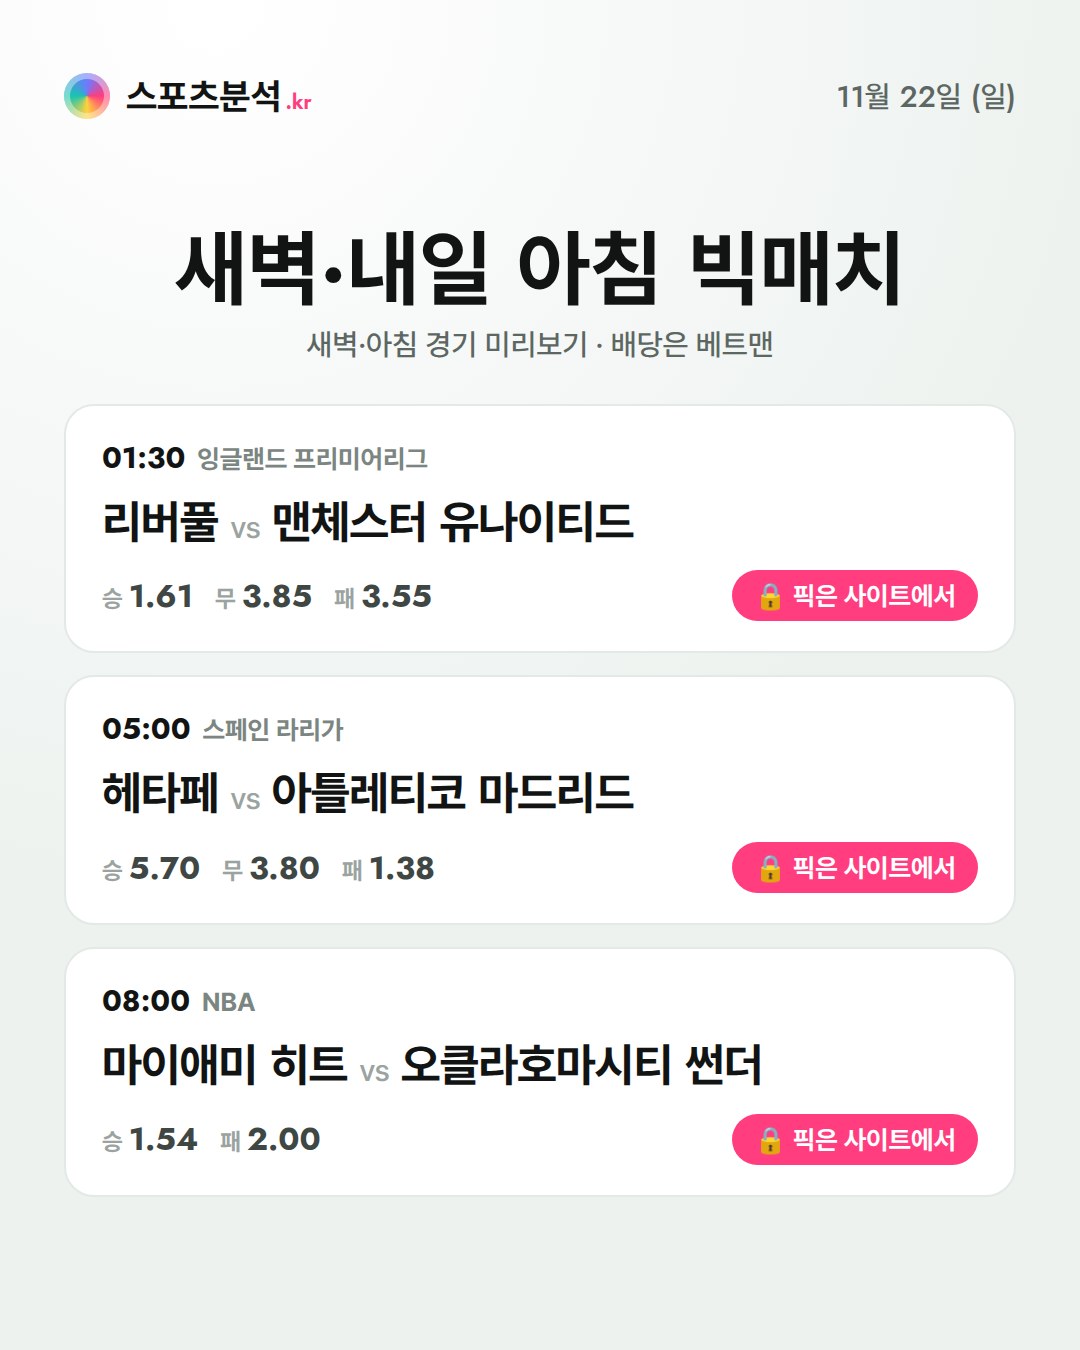 스포츠분석.kr
11월 22일 (일)
새벽·내일 아침 빅매치
새벽·아침 경기 미리보기 · 배당은 베트맨
01:30 잉글랜드 프리미어리그
리버풀 vs 맨체스터 유나이티드
승 1.61 무 3.85 패 3.55
🔒 픽은 사이트에서
05:00 스페인 라리가
헤타페 vs 아틀레티코 마드리드
승 5.70 무 3.80 패 1.38
🔒 픽은 사이트에서
08:00 NBA
마이애미 히트 vs 오클라호마시티 썬더
승 1.54 패 2.00
🔒 픽은 사이트에서